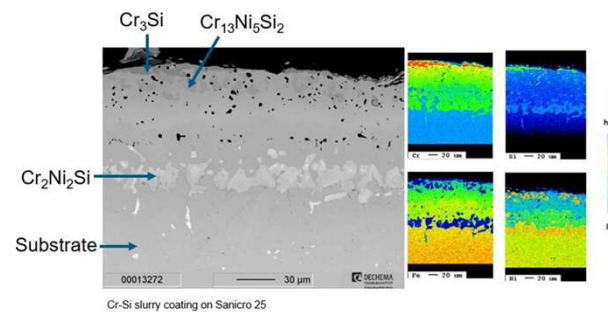 Cr3Si
Cr13Ni5Si2
Cr2Ni2Si
Substrate
00013272
30 µm
DECHEMA
Cr 20 um
Si 20 um
Fe 20 um
Ni 20 um
h
Cr-Si slurry coating on Sanicro 25